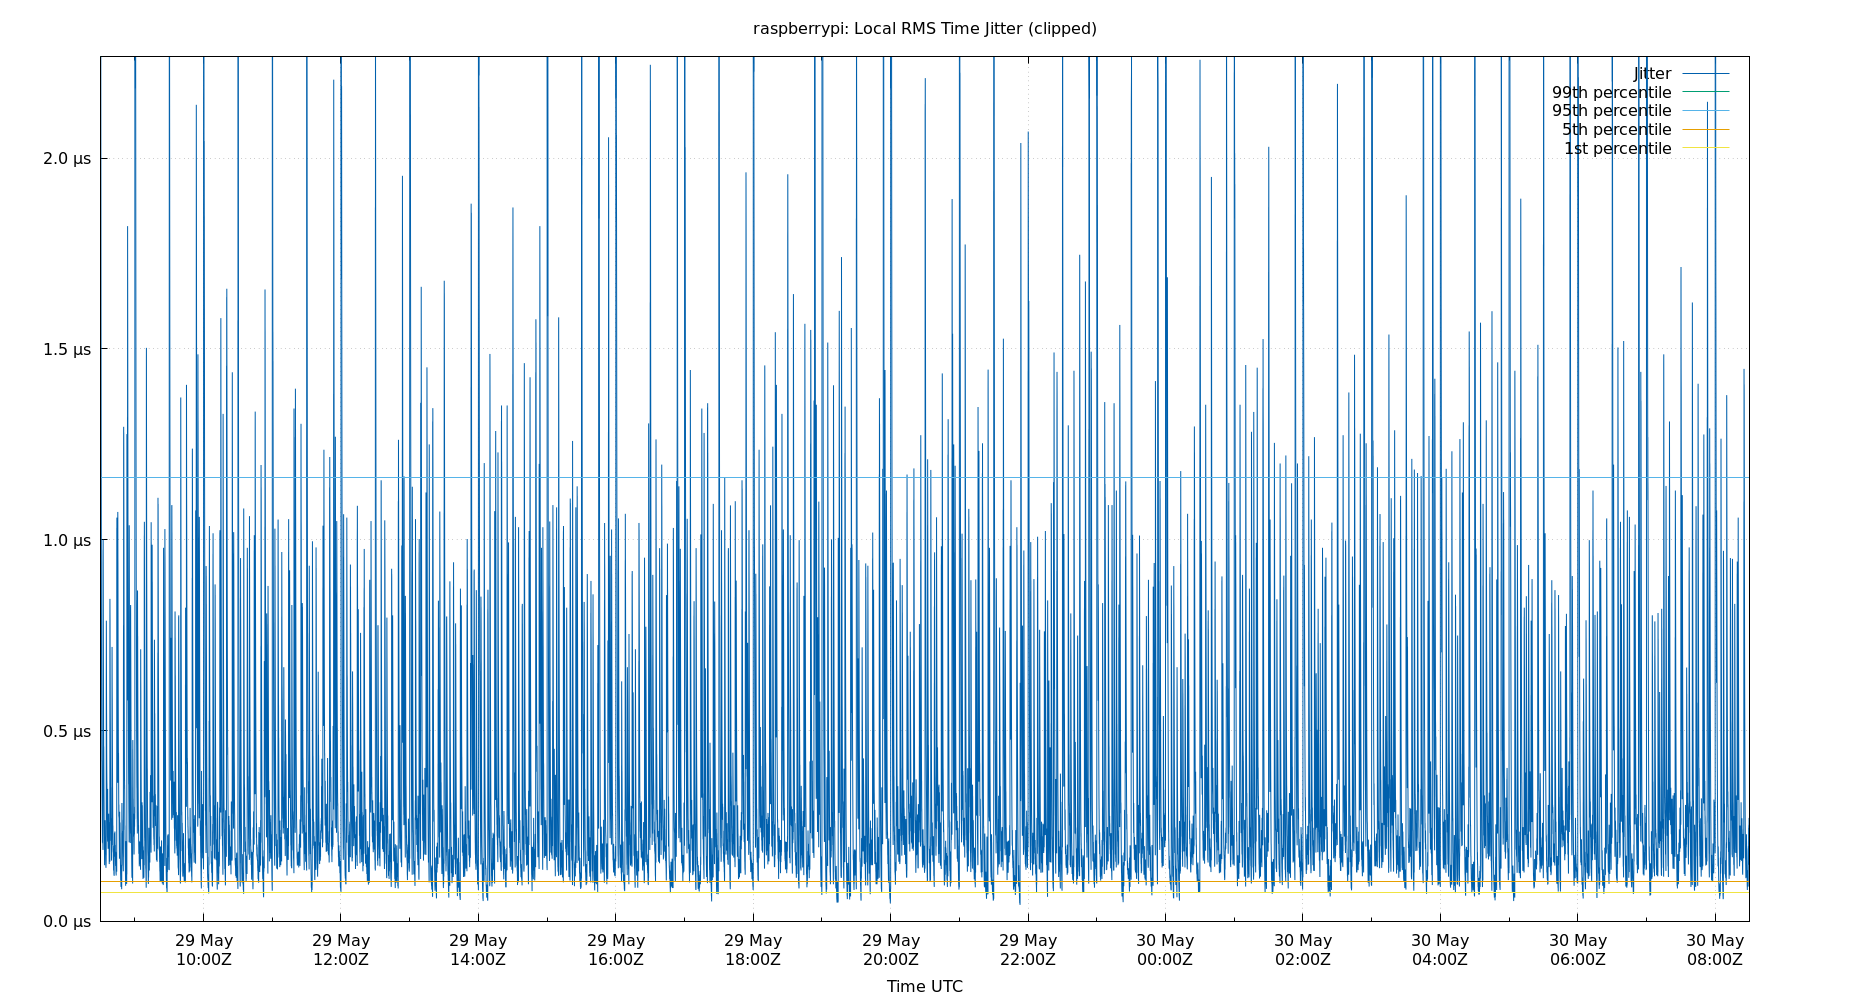 raspberrypi: Local RMS Time Jitter (clipped)
Jitter
99th percentile
95th percentile
5th percentile
1st percentile
2.0 µs
1.5 µs
1.0 µs
0.5 µs
0.0 µs
29 May 29 May 29 May 29 May 29 May 29 May 29 May 30 May 30 May 30 May 30 May 30 May
10:00Z 12:00Z 14:00Z 16:00Z 18:00Z 20:00Z 22:00Z 00:00Z 02:00Z 04:00Z 06:00Z 08:00Z
Time UTC